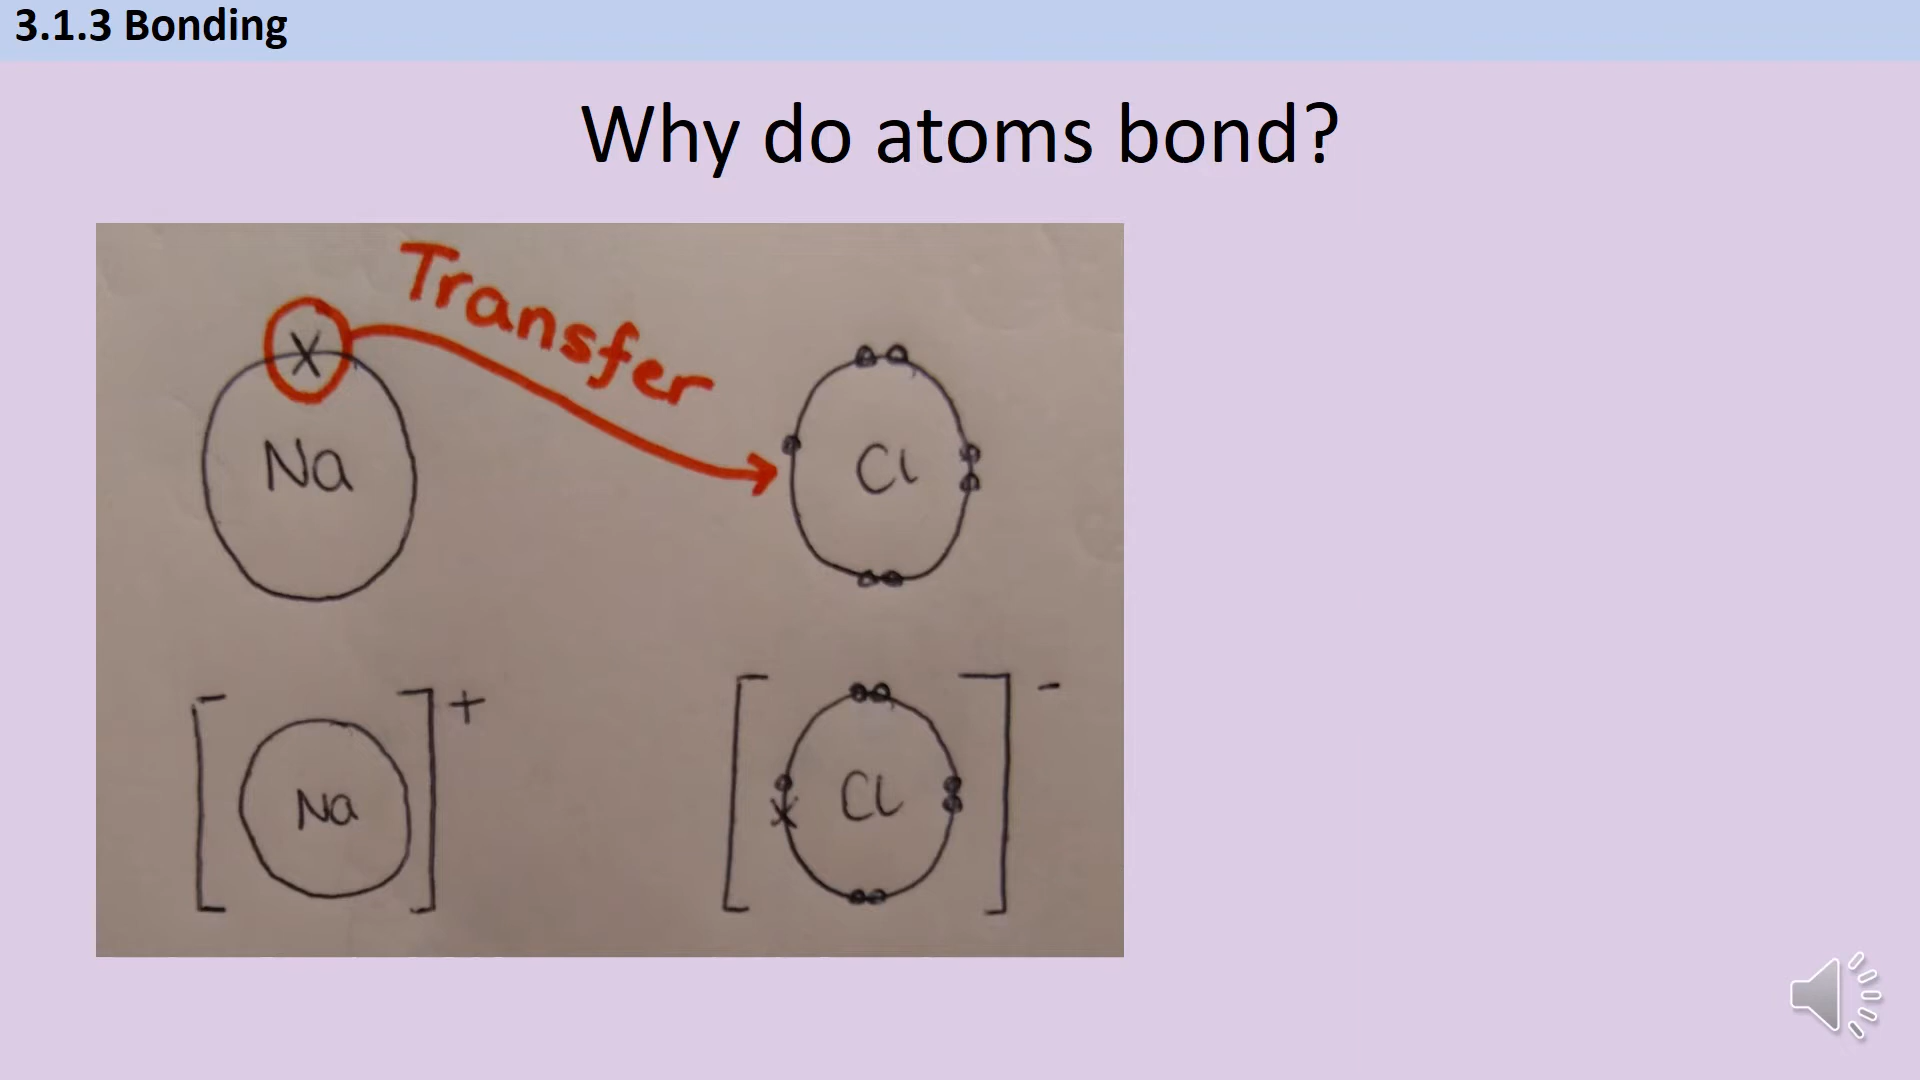 3.1.3 Bonding
Why do atoms bond?
Transfer
X
Na
Cl
Na
+
Cl
X
-